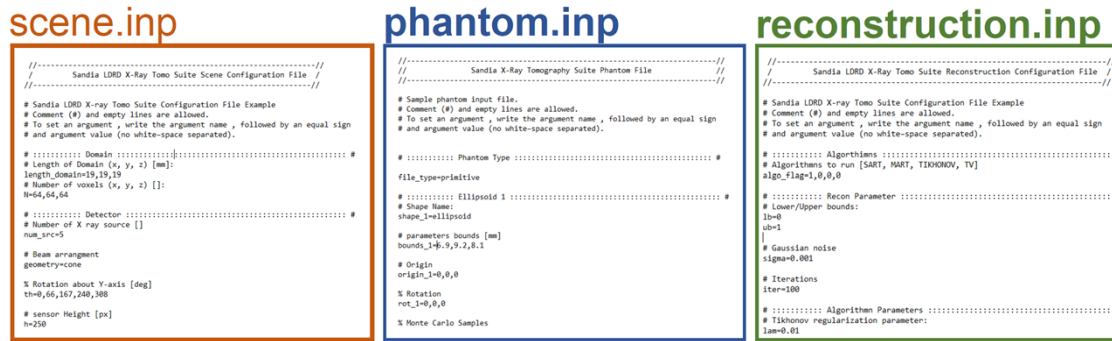 scene.inp
//------------------------------------------------------//
/ Sandia LDRD X-Ray Tomo Suite Scene Configuration File /
//------------------------------------------------------//
# Sandia LDRD X-ray Tomo Suite Configuration File Example
# Comment (#) and empty lines are allowed.
# To set an argument , write the argument name , followed by an equal sign
# and argument value (no white-space separated).
# ::::::::::: Domain :::::::::::::::::::::::::::::::::::::::::::: #
# Length of Domain (x, y, z) [mm]:
length_domain=19,19,19
# Number of voxels (x, y, z) []:
N=64,64,64
# ::::::::::: Detector :::::::::::::::::::::::::::::::::::::::::: #
# Number of X ray source []
num_src=5
# Beam arrangment
geometry=cone
% Rotation about Y-axis [deg]
th=0,66,167,240,308
# sensor Height [px]
h=250
phantom.inp
//------------------------------------------------------------//
// Sandia X-Ray Tomography Suite Phantom File //
//------------------------------------------------------------//
# Sample phantom input file.
# Comment (#) and empty lines are allowed.
# To set an argument , write the argument name , followed by an equal sign
# and argument value (no white-space separated).
# ::::::::::: Phantom Type :::::::::::::::::::::::::::::::::::::: #
file_type=primitive
# ::::::::::: Ellipsoid 1 ::::::::::::::::::::::::::::::::::::::: #
# Shape Name:
shape_1=ellipsoid
# parameters bounds [mm]
bounds_1=6.9,9.2,8.1
# Origin
origin_1=0,0,0
% Rotation
rot_1=0,0,0
% Monte Carlo Samples
reconstruction.inp
//------------------------------------------------------------//
/ Sandia LDRD X-Ray Tomo Suite Reconstruction Configuration File /
//------------------------------------------------------------//
# Sandia LDRD X-ray Tomo Suite Configuration File Example
# Comment (#) and empty lines are allowed.
# To set an argument , write the argument name , followed by an equal sign
# and argument value (no white-space separated).
# ::::::::::: Algorthimns :::::::::::::::::::::::::::::::::::
# Algorithmns to run [SART, MART, TIKHONOV, TV]
algo_flag=1,0,0,0
# ::::::::::: Recon Parameter :::::::::::::::::::::::::::::::
# Lower/Upper bounds:
lb=0
ub=1
# Gaussian noise
sigma=0.001
# Iterations
iter=100
# ::::::::::: Algorithmn Parameters :::::::::::::::::::::::::
# Tikhonov regularization parameter:
lam=0.01